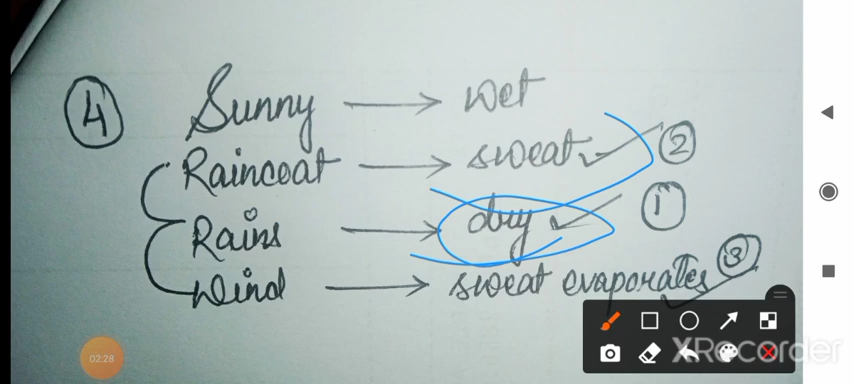 ④ Sunny → wet
Raincoat → sweat ✓ ②
Rains → dry ✓ ①
Wind → sweat evaporates ✓ ③
02:28
XRecorder